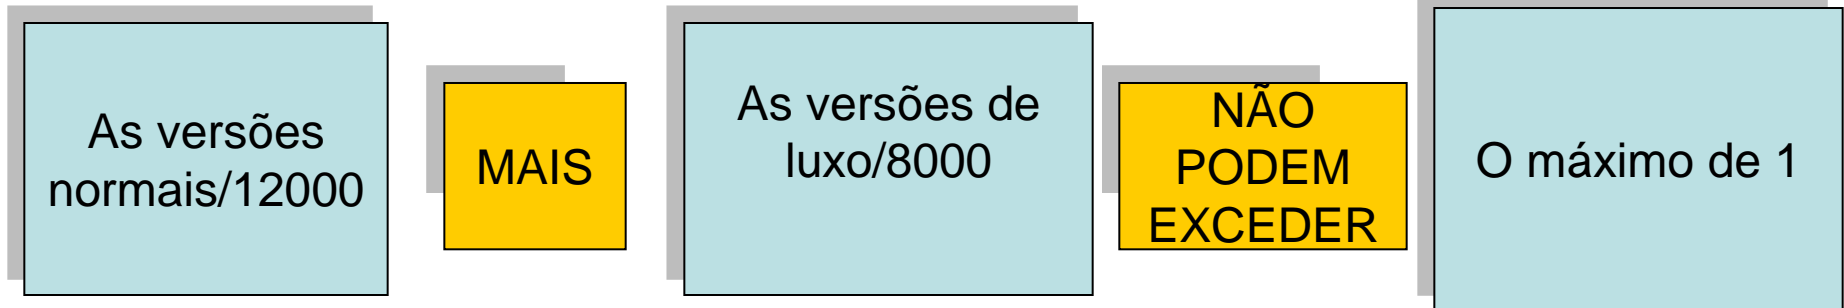 As versões
normais/12000
MAIS
As versões de
luxo/8000
NÃO
PODEM
EXCEDER
O máximo de 1